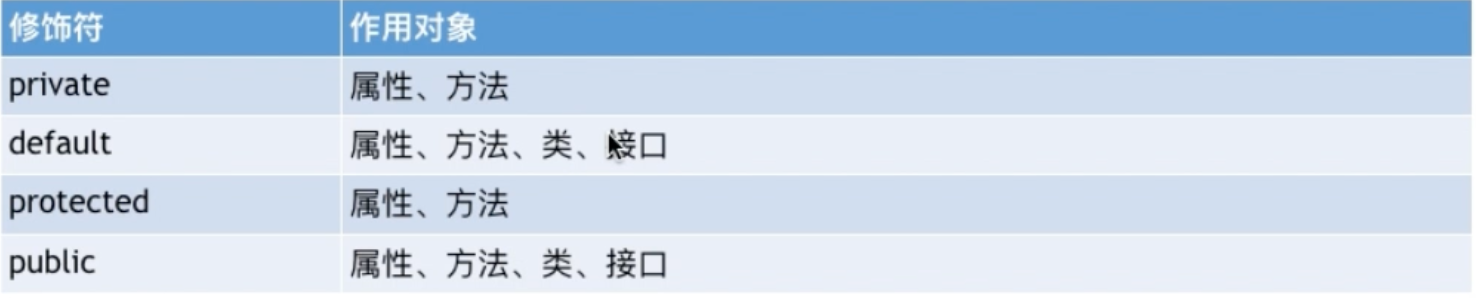 修饰符 作用对象
private 属性、方法
default 属性、方法、类、接口
protected 属性、方法
public 属性、方法、类、接口